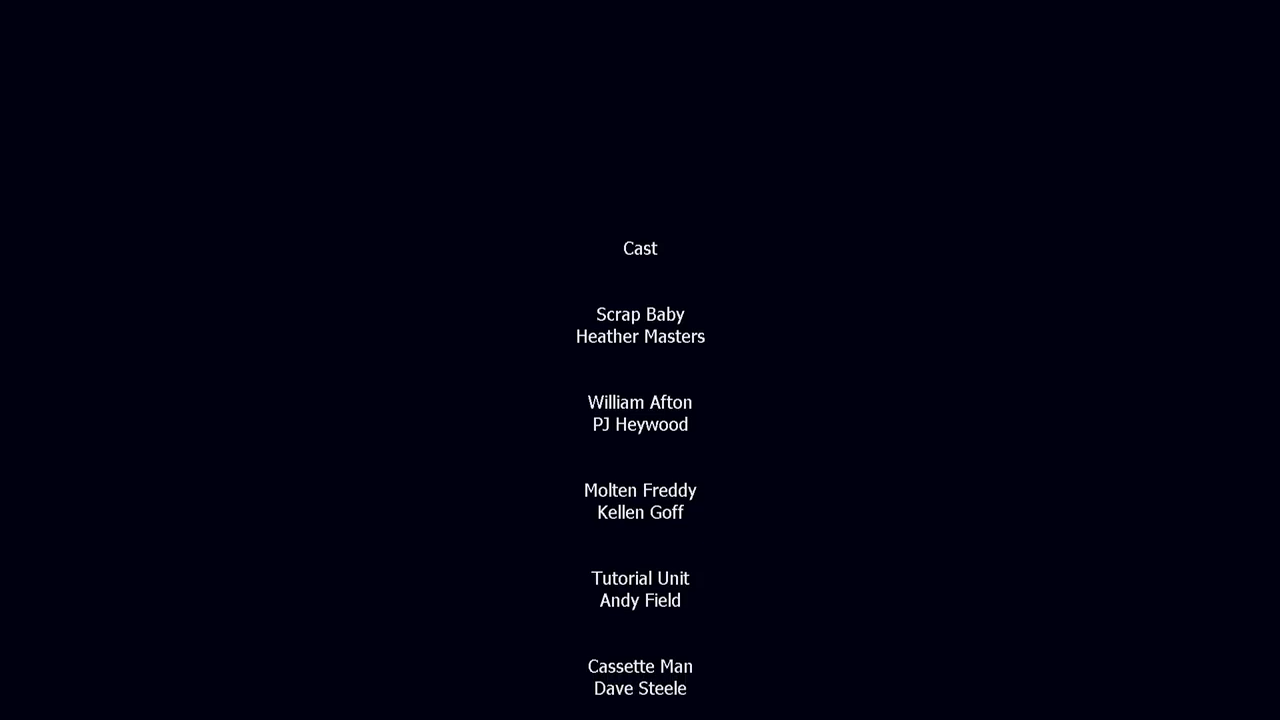 Cast
Scrap Baby
Heather Masters
William Afton
PJ Heywood
Molten Freddy
Kellen Goff
Tutorial Unit
Andy Field
Cassette Man
Dave Steele